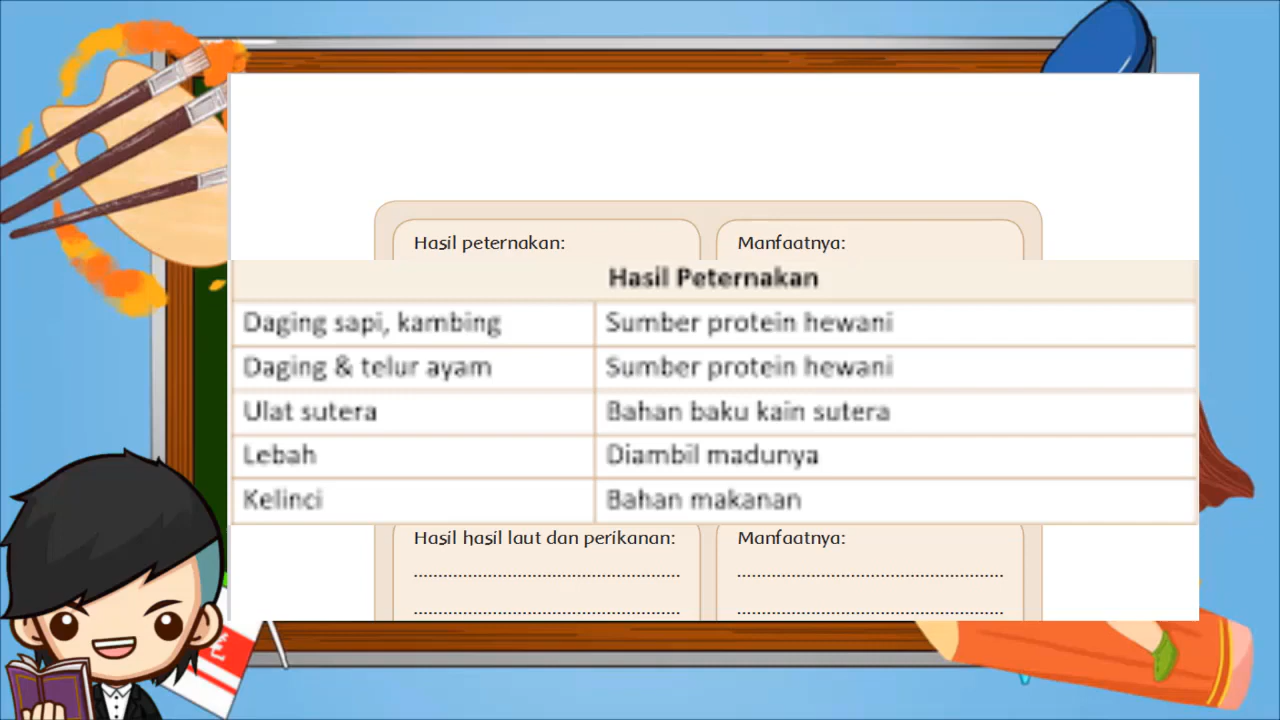 Hasil peternakan: Manfaatnya:
Hasil Peternakan
Daging sapi, kambing Sumber protein hewani
Daging & telur ayam Sumber protein hewani
Ulat sutera Bahan baku kain sutera
Lebah Diambil madunya
Kelinci Bahan makanan
Hasil hasil laut dan perikanan: Manfaatnya: